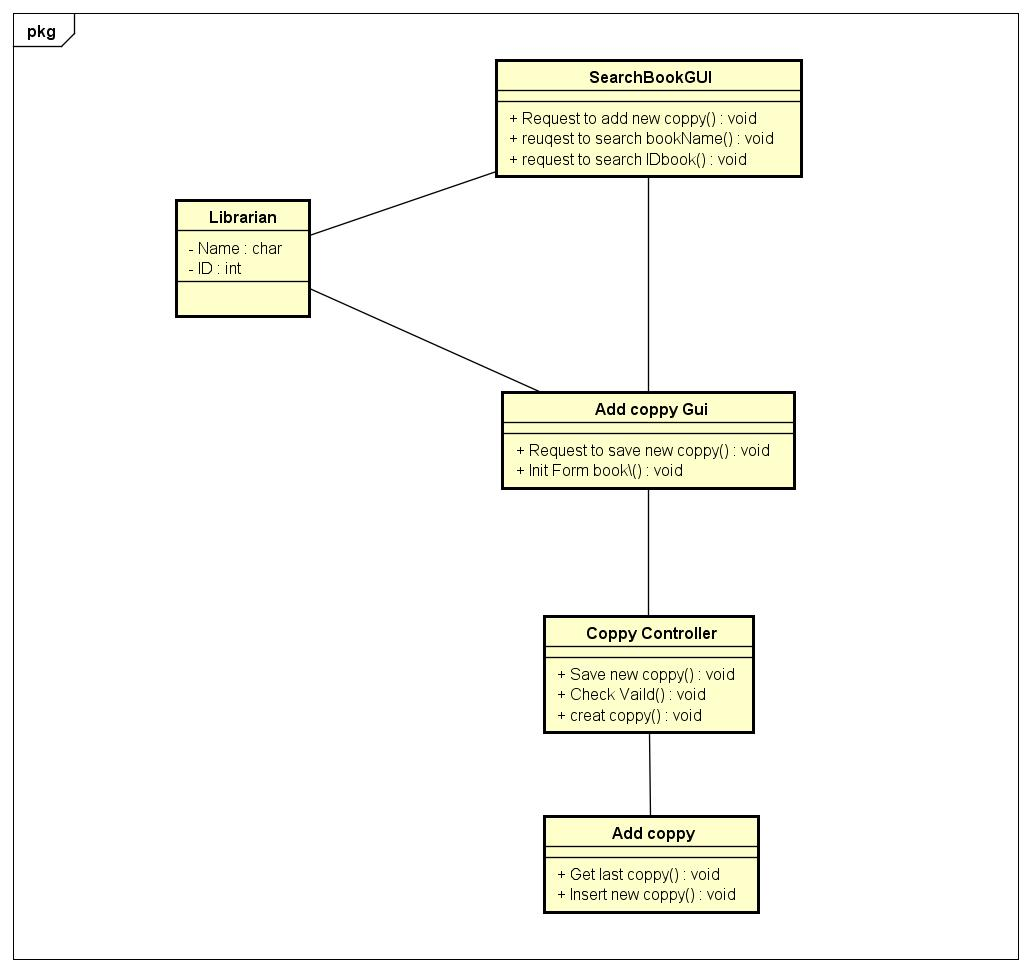 pkg
SearchBookGUI
+ Request to add new coppy() : void
+ reuqest to search bookName() : void
+ request to search IDbook() : void
Librarian
- Name : char
- ID : int
Add coppy Gui
+ Request to save new coppy() : void
+ Init Form book\() : void
Coppy Controller
+ Save new coppy() : void
+ Check Vaild() : void
+ creat coppy() : void
Add coppy
+ Get last coppy() : void
+ Insert new coppy() : void